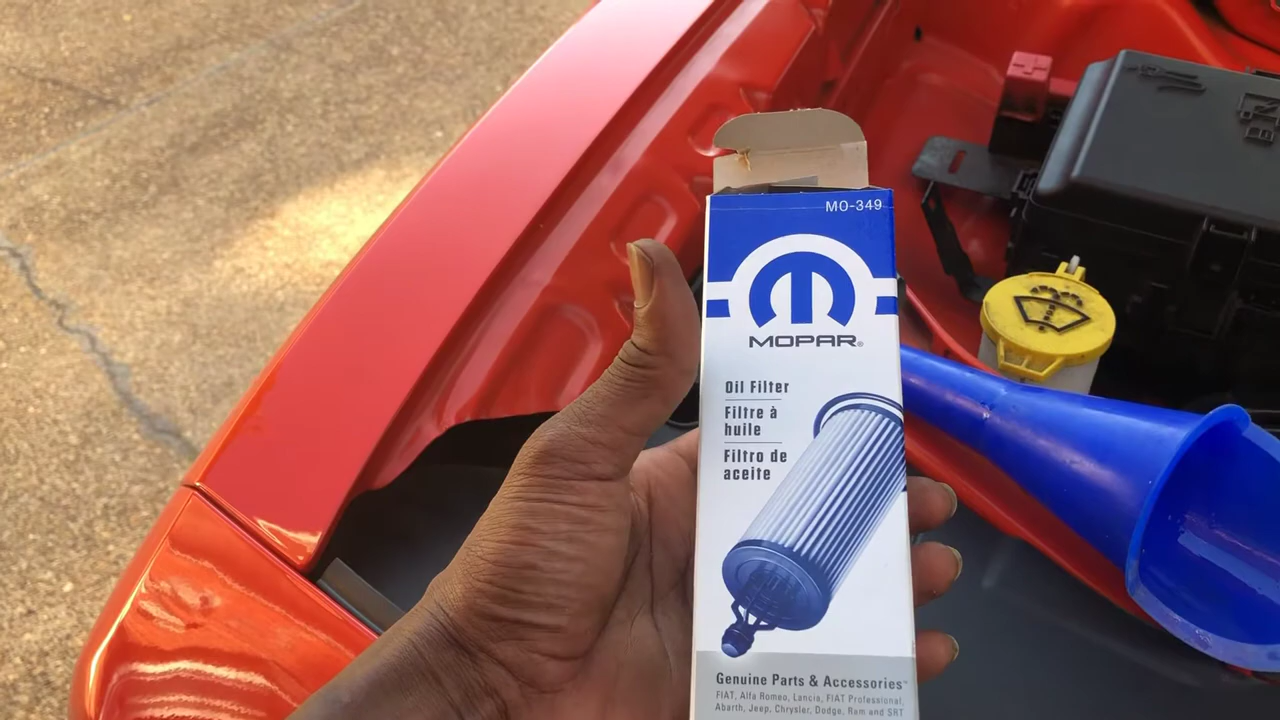 MO-349
MOPAR®
Oil Filter
Filtre à
huile
Filtro de
aceite
Genuine Parts & Accessories™
FIAT, Alfa Romeo, Lancia, FIAT Professional,
Abarth, Jeep, Chrysler, Dodge, Ram and SRT